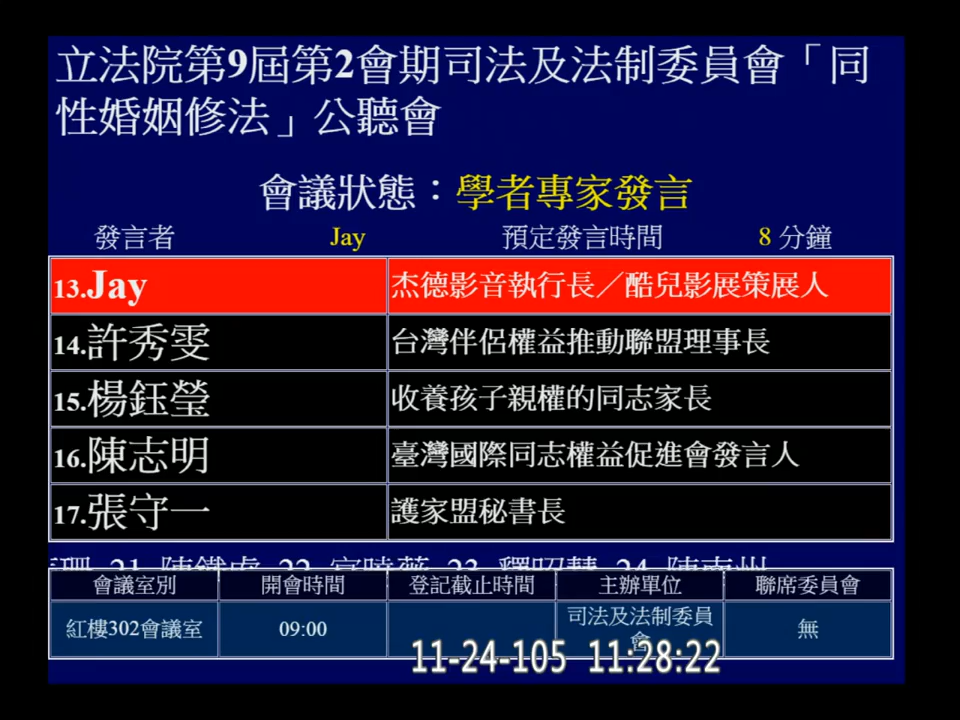 立法院第9屆第2會期司法及法制委員會「同
性婚姻修法」公聽會
會議狀態：學者專家發言
發言者 Jay 預定發言時間 8 分鐘
13.Jay 杰德影音執行長／酷兒影展策展人
14.許秀雯 台灣伴侶權益推動聯盟理事長
15.楊鈺瑩 收養孩子親權的同志家長
16.陳志明 臺灣國際同志權益促進會發言人
17.張守一 護家盟秘書長
21 22 23 24
會議室別 開會時間 登記截止時間 主辦單位 聯席委員會
紅樓302會議室 09:00 司法及法制委員會 無
11-24-105 11:28:22